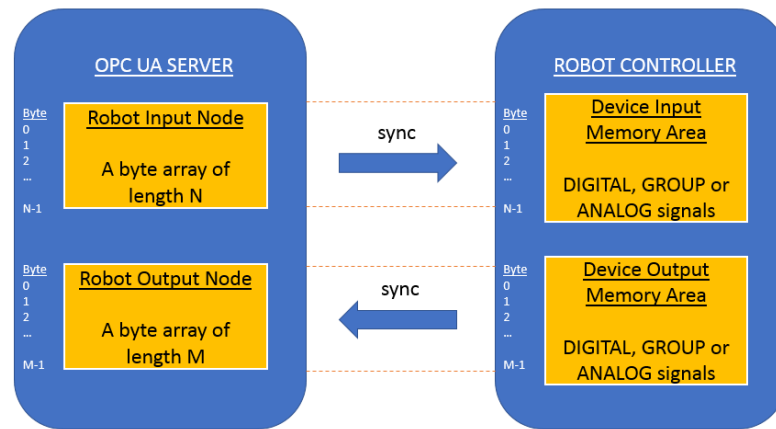 OPC UA SERVER
Byte
0
1
2
...
N-1
Robot Input Node
A byte array of
length N
Byte
0
1
2
...
M-1
Robot Output Node
A byte array of
length M
sync
sync
ROBOT CONTROLLER
Byte
0
1
2
...
N-1
Device Input
Memory Area
DIGITAL, GROUP or
ANALOG signals
Byte
0
1
2
...
M-1
Device Output
Memory Area
DIGITAL, GROUP or
ANALOG signals